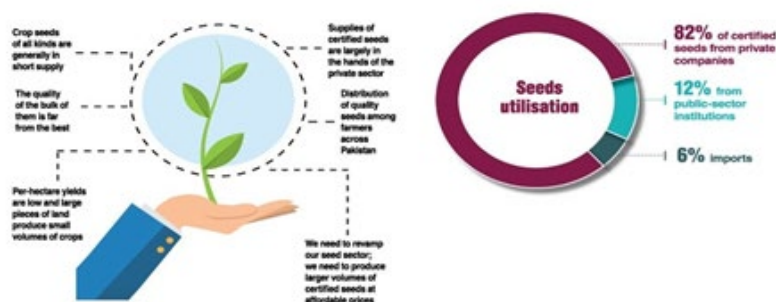 Crop seeds
of all kinds are
generally in
short supply
The quality
of the bulk of
them is far
from the best
Per-hectare yields
are low and large
pieces of land
produce small
volumes of crops
Supplies of
certified seeds
are largely in
the hands of the
private sector
Distribution
of quality
seeds among
farmers
across
Pakistan
We need to revamp
our seed sector;
we need to produce
larger volumes of
certified seeds at
affordable prices
Seeds
utilisation
82% of certified
seeds from private
companies
12% from
public-sector
institutions
6% imports